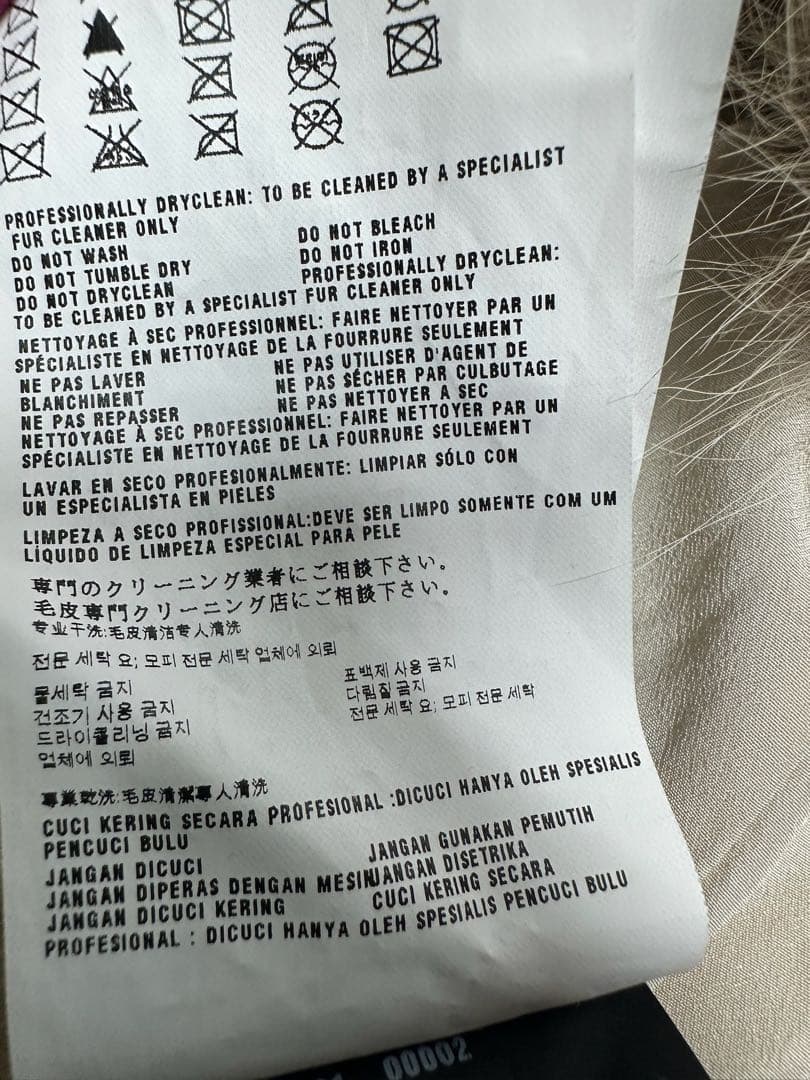 PROFESSIONALLY DRYCLEAN: TO BE CLEANED BY A SPECIALIST
FUR CLEANER ONLY
DO NOT WASH DO NOT BLEACH
DO NOT TUMBLE DRY DO NOT IRON
DO NOT DRYCLEAN PROFESSIONALLY DRYCLEAN:
TO BE CLEANED BY A SPECIALIST FUR CLEANER ONLY
NETTOYAGE À SEC PROFESSIONNEL: FAIRE NETTOYER PAR UN
SPÉCIALISTE EN NETTOYAGE DE LA FOURRURE SEULEMENT
NE PAS LAVER NE PAS UTILISER D'AGENT DE
BLANCHIMENT NE PAS SÉCHER PAR CULBUTAGE
NE PAS REPASSER NE PAS NETTOYER A SEC
NETTOYAGE À SEC PROFESSIONNEL: FAIRE NETTOYER PAR UN
SPÉCIALISTE EN NETTOYAGE DE LA FOURRURE SEULEMENT
LAVAR EN SECO PROFESIONALMENTE: LIMPIAR SÓLO CON
UN ESPECIALISTA EN PIELES
LIMPEZA A SECO PROFISSIONAL:DEVE SER LIMPO SOMENTE COM UM
LÍQUIDO DE LIMPEZA ESPECIAL PARA PELE
専門のクリーニング業者にご相談下さい。
毛皮専門クリーニング店にご相談下さい。
专业干洗:毛皮清洁专人清洗
전문 세탁 요; 모피 전문 세탁 업체에 의뢰
물세탁 금지 표백제 사용 금지
건조기 사용 금지 다림질 금지
드라이클리닝 금지 전문 세탁 요; 모피 전문 세탁
업체에 의뢰
專業乾洗:毛皮清潔專人清洗
CUCI KERING SECARA PROFESIONAL :DICUCI HANYA OLEH SPESIALIS
PENCUCI BULU
JANGAN DICUCI JANGAN GUNAKAN PEMUTIH
JANGAN DIPERAS DENGAN MESIN JANGAN DISETRIKA
JANGAN DICUCI KERING CUCI KERING SECARA
PROFESIONAL : DICUCI HANYA OLEH SPESIALIS PENCUCI BULU
00002